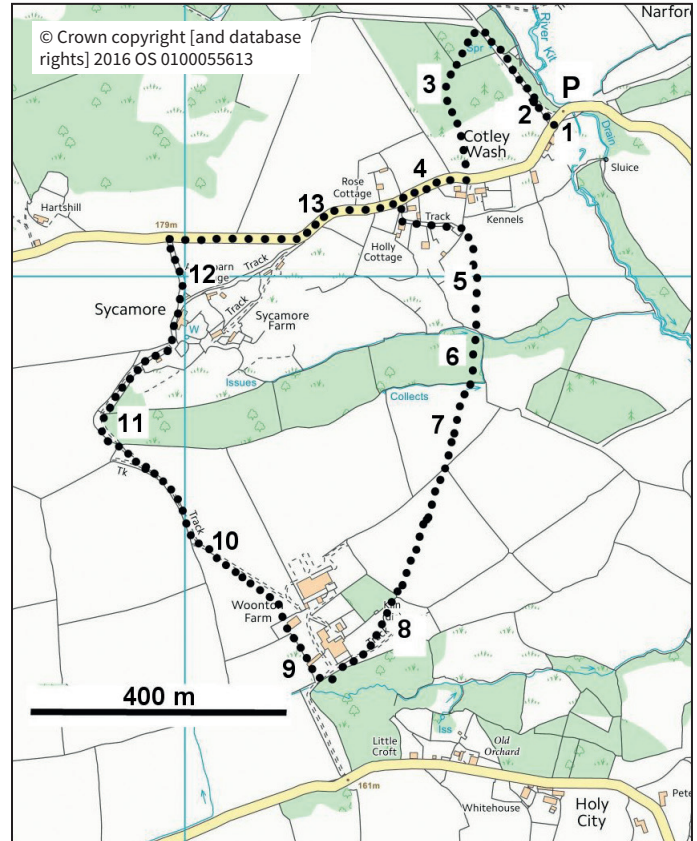 © Crown copyright [and database
rights] 2016 OS 0100055613
Narfor
River Kit
Spr
P
3
2
1
Cotley
Wash
Drain
Sluice
4
Rose
Cottage
13
Kennels
Hartshill
179m
Track
Holly
Cottage
Track
12
5
Sycamore
Track
Sycamore
Farm
W
6
Issues
Collects
7
11
Tk
Track
10
Woonton
Farm
8
9
400 m
Iss
Little
Croft
Old
Orchard
161m
Whitehouse
Holy
City
Pete